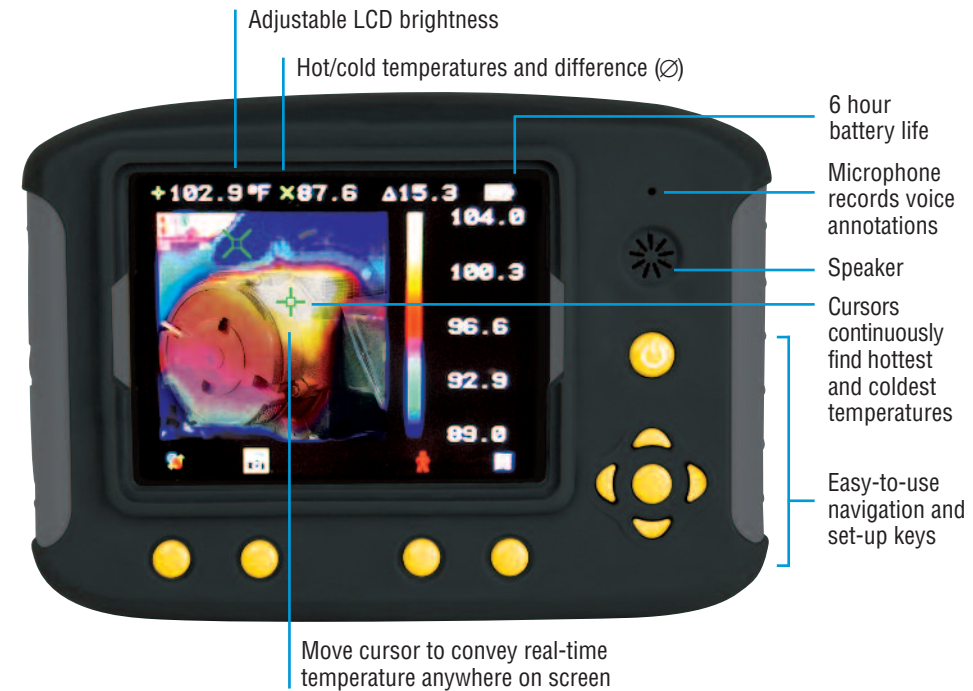 Adjustable LCD brightness
Hot/cold temperatures and difference (∅)
6 hour
battery life
Microphone
records voice
annotations
Speaker
Cursors
continuously
find hottest
and coldest
temperatures
Easy-to-use
navigation and
set-up keys
+102.9°F ×87.6 Δ15.3
104.0
100.3
96.6
92.9
89.0
Move cursor to convey real-time
temperature anywhere on screen